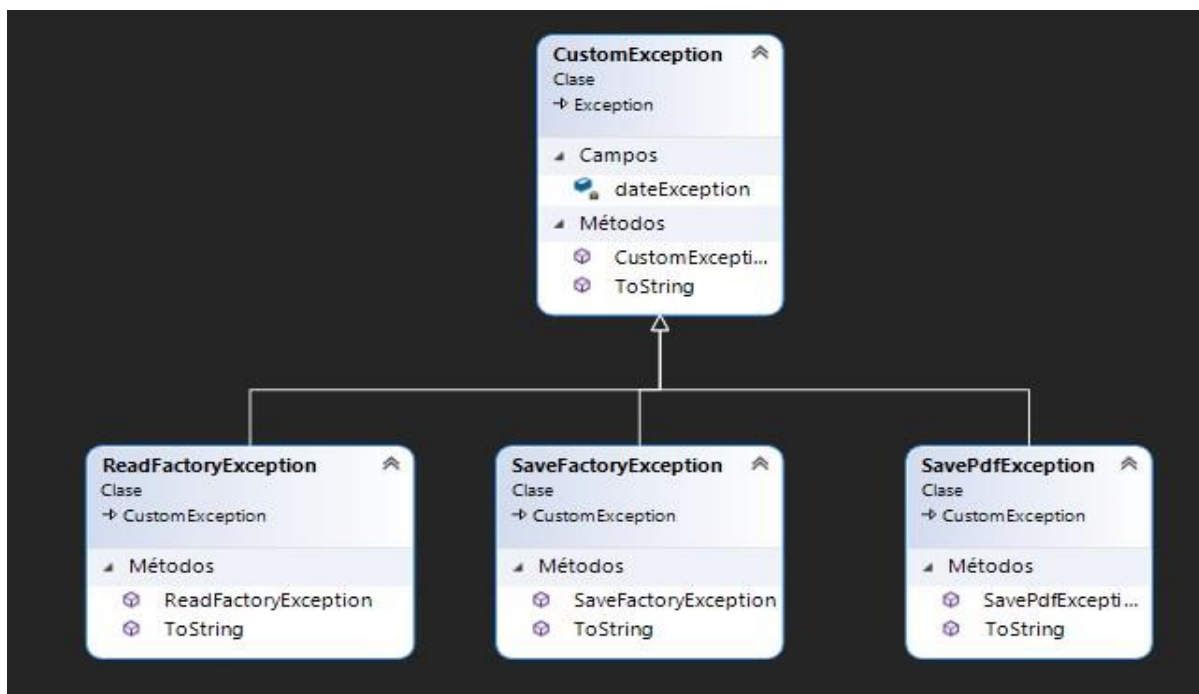 CustomException
Clase
Exception
Campos
dateException
Métodos
CustomExcepti...
ToString
ReadFactoryException
Clase
CustomException
Métodos
ReadFactoryException
ToString
SaveFactoryException
Clase
CustomException
Métodos
SaveFactoryException
ToString
SavePdfException
Clase
CustomException
Métodos
SavePdfExcepti...
ToString